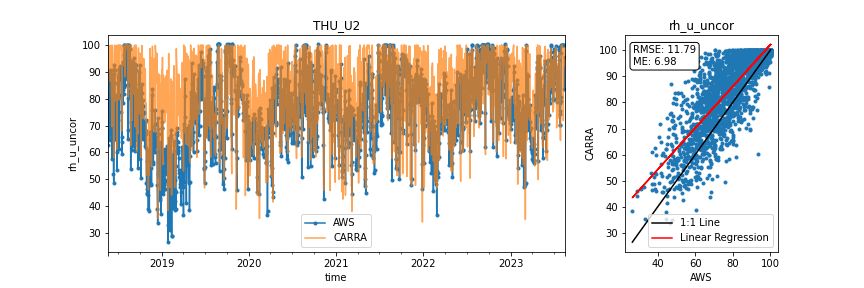 THU_U2
rh_u_uncor
100
90
80
70
60
50
40
30
rh_u_uncor
AWS
CARRA
2019
2020
2021
2022
2023
time
rh_u_uncor
RMSE: 11.79
ME: 6.98
100
90
80
70
60
50
40
30
CARRA
1:1 Line
Linear Regression
40
60
80
100
AWS